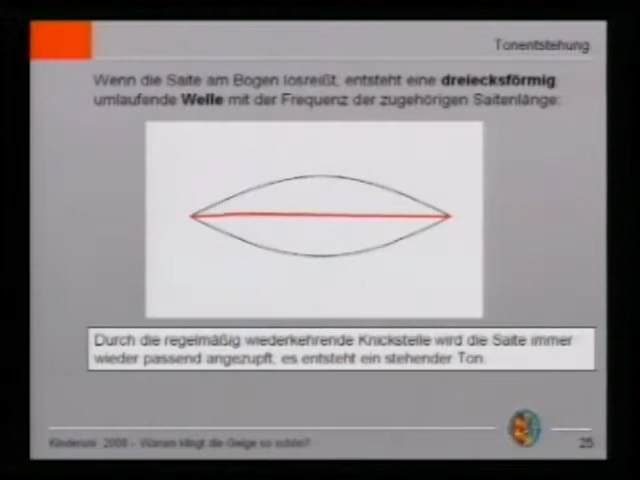 Tonentstehung
Wenn die Saite am Bogen losreißt, entsteht eine dreiecksförmig
umlaufende Welle mit der Frequenz der zugehörigen Saitenlänge:
Durch die regelmäßig wiederkehrende Knickstelle wird die Saite immer
wieder passend angezupft, es entsteht ein stehender Ton.
Kinderuni 2008 - Warum klingt die Geige so schön?
25